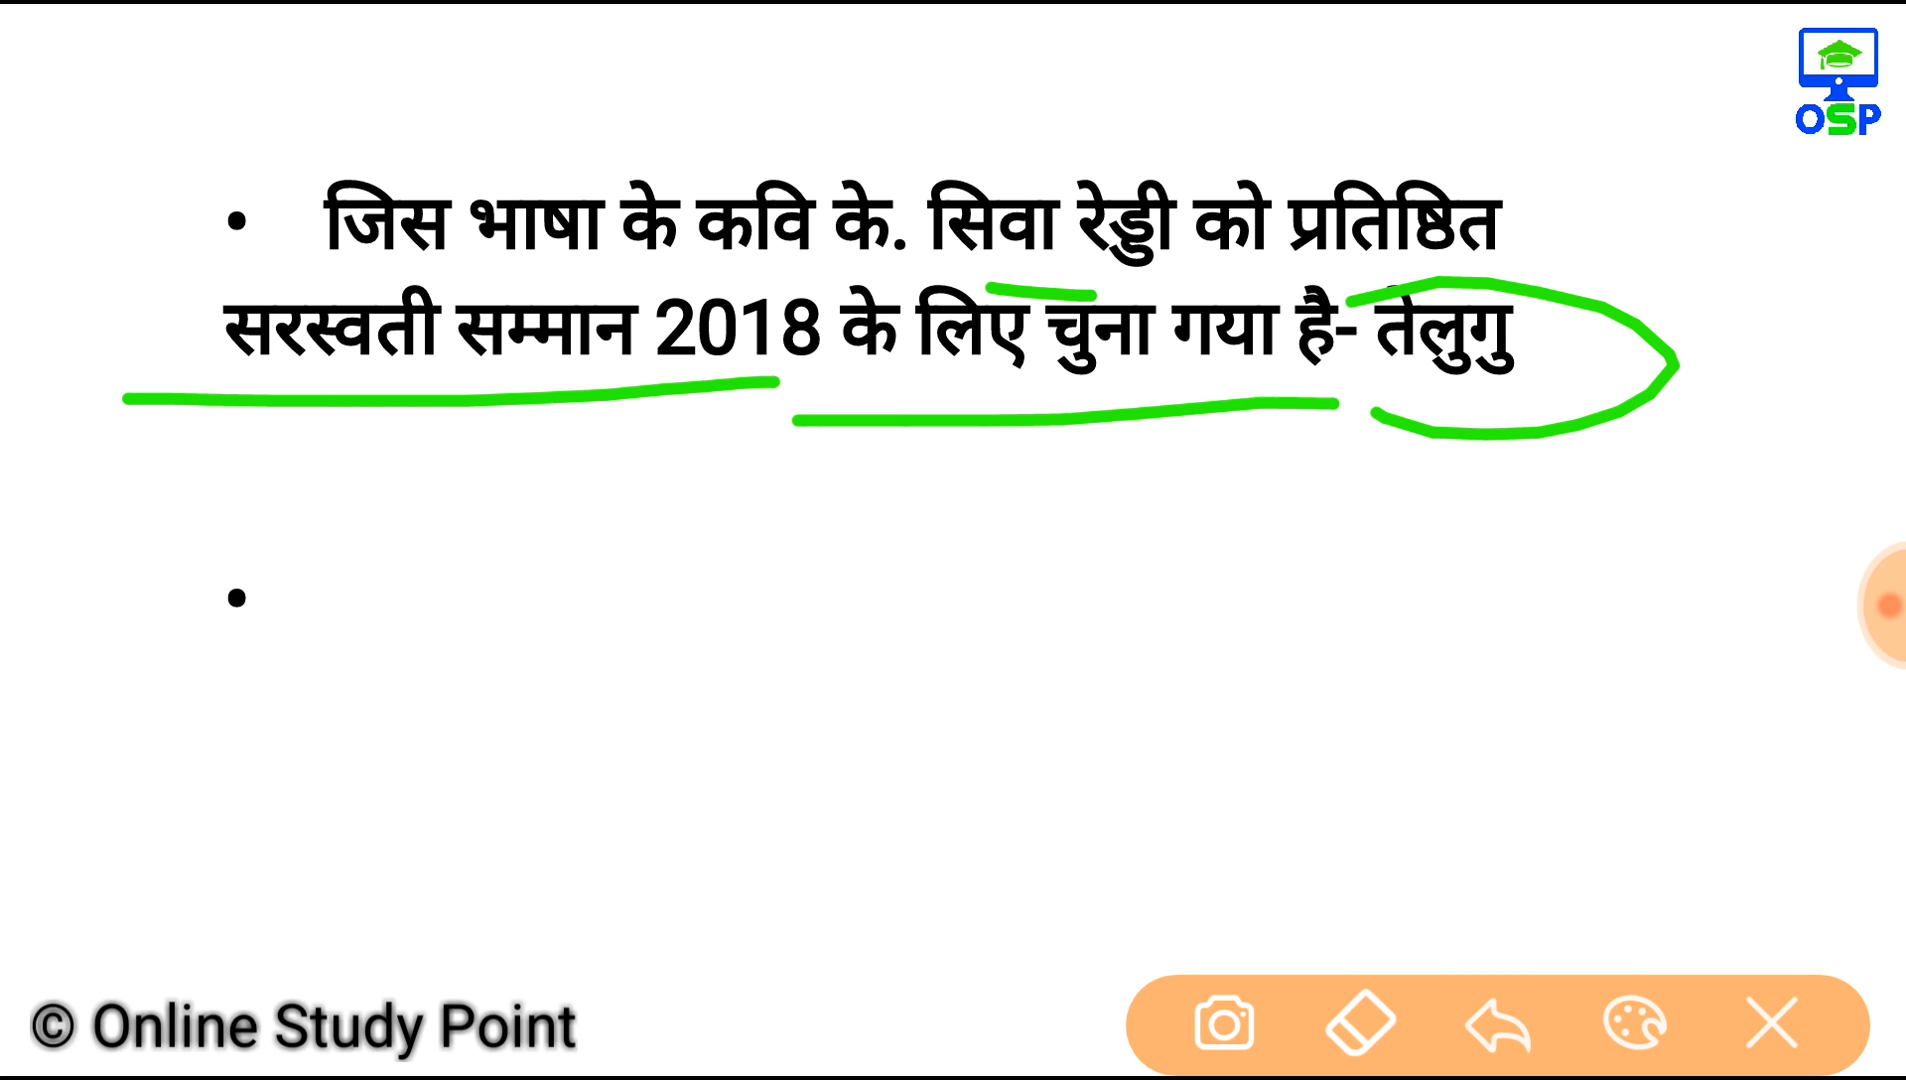 OSP
• जिस भाषा के कवि के. सिवा रेड्डी को प्रतिष्ठित
सरस्वती सम्मान 2018 के लिए चुना गया है- तेलुगु
•
© Online Study Point